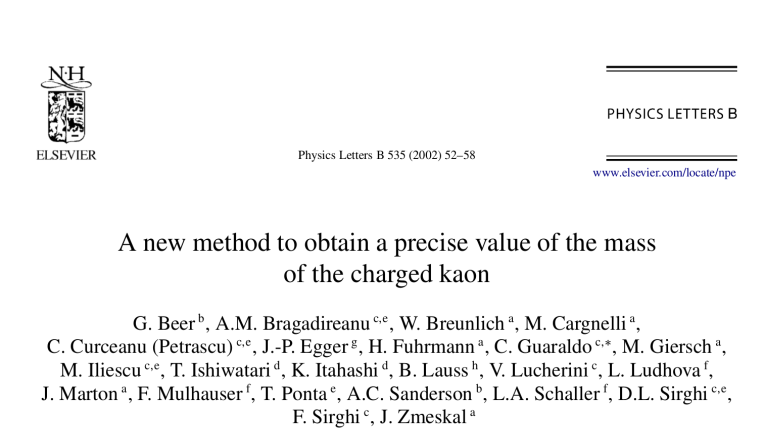 N·H
ELSEVIER
PHYSICS LETTERS B
Physics Letters B 535 (2002) 52–58
www.elsevier.com/locate/npe
A new method to obtain a precise value of the mass
of the charged kaon
G. Beer b, A.M. Bragadireanu c,e, W. Breunlich a, M. Cargnelli a,
C. Curceanu (Petrascu) c,e, J.-P. Egger g, H. Fuhrmann a, C. Guaraldo c,*, M. Giersch a,
M. Iliescu c,e, T. Ishiwatari d, K. Itahashi d, B. Lauss h, V. Lucherini c, L. Ludhova f,
J. Marton a, F. Mulhauser f, T. Ponta e, A.C. Sanderson b, L.A. Schaller f, D.L. Sirghi c,e,
F. Sirghi c, J. Zmeskal a